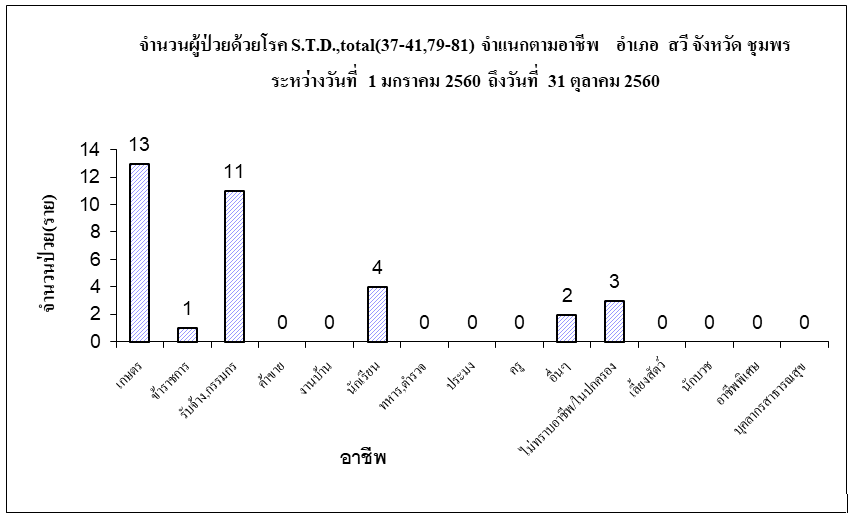 จำนวนผู้ป่วยด้วยโรค S.T.D.,total(37-41,79-81) จำแนกตามอาชีพ อำเภอ สวี จังหวัด ชุมพร
ระหว่างวันที่ 1 มกราคม 2560 ถึงวันที่ 31 ตุลาคม 2560
จำนวนป่วย(ราย)
14
12
10
8
6
4
2
0
13
1
11
0
0
4
0
0
0
2
3
0
0
0
0
เกษตร
ข้าราชการ
รับจ้าง,กรรมกร
ค้าขาย
งานบ้าน
นักเรียน
ทหาร,ตำรวจ
ประมง
ครู
อื่นๆ
ไม่ทราบอาชีพ/ในปกครอง
เลี้ยงสัตว์
นักบวช
อาชีพพิเศษ
บุคลากรสาธารณสุข
อาชีพ